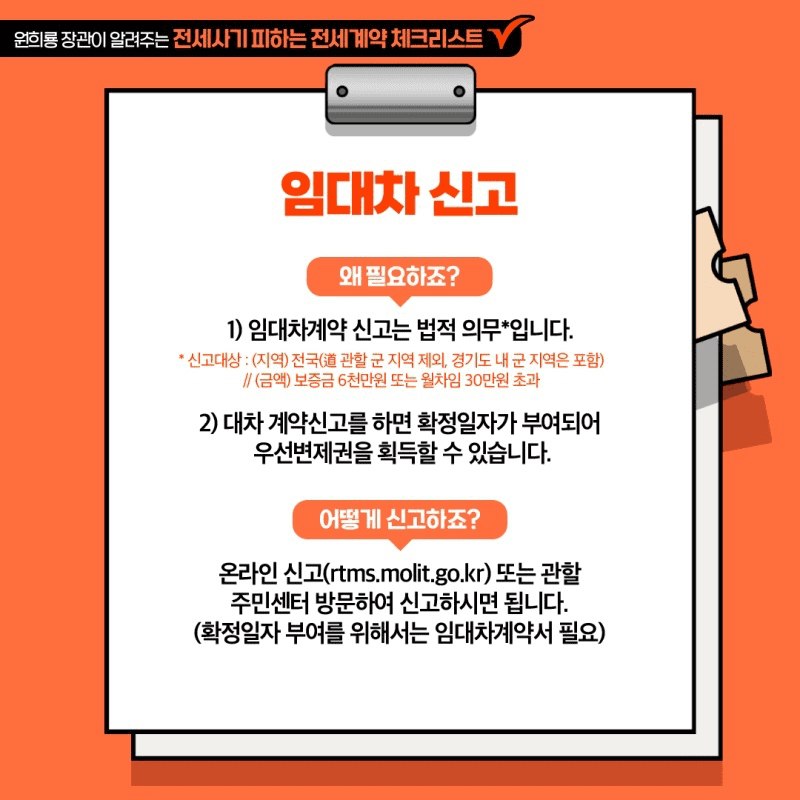 원희룡 장관이 알려주는 전세사기 피하는 전세계약 체크리스트
임대차 신고
왜 필요하죠?
1) 임대차계약 신고는 법적 의무*입니다.
* 신고대상 : (지역) 전국(道 관할 군 지역 제외, 경기도 내 군 지역은 포함)
// (금액) 보증금 6천만원 또는 월차임 30만원 초과
2) 대차 계약신고를 하면 확정일자가 부여되어
우선변제권을 획득할 수 있습니다.
어떻게 신고하죠?
온라인 신고(rtms.molit.go.kr) 또는 관할
주민센터 방문하여 신고하시면 됩니다.
(확정일자 부여를 위해서는 임대차계약서 필요)